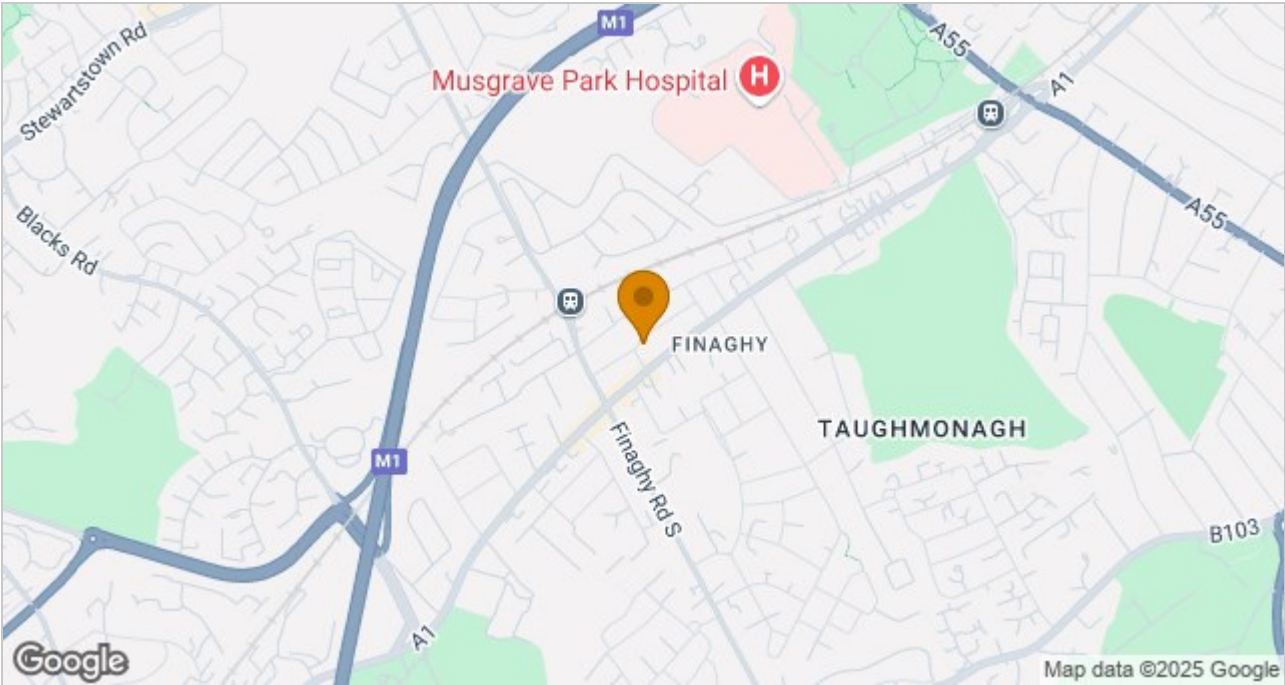 M1
Stewartstown Rd
Musgrave Park Hospital
H
A55
A1
A55
Blacks Rd
FINAGHY
TAUGHMONAGH
Finaghy Rd S
M1
B103
A1
Google
Map data ©2025 Google